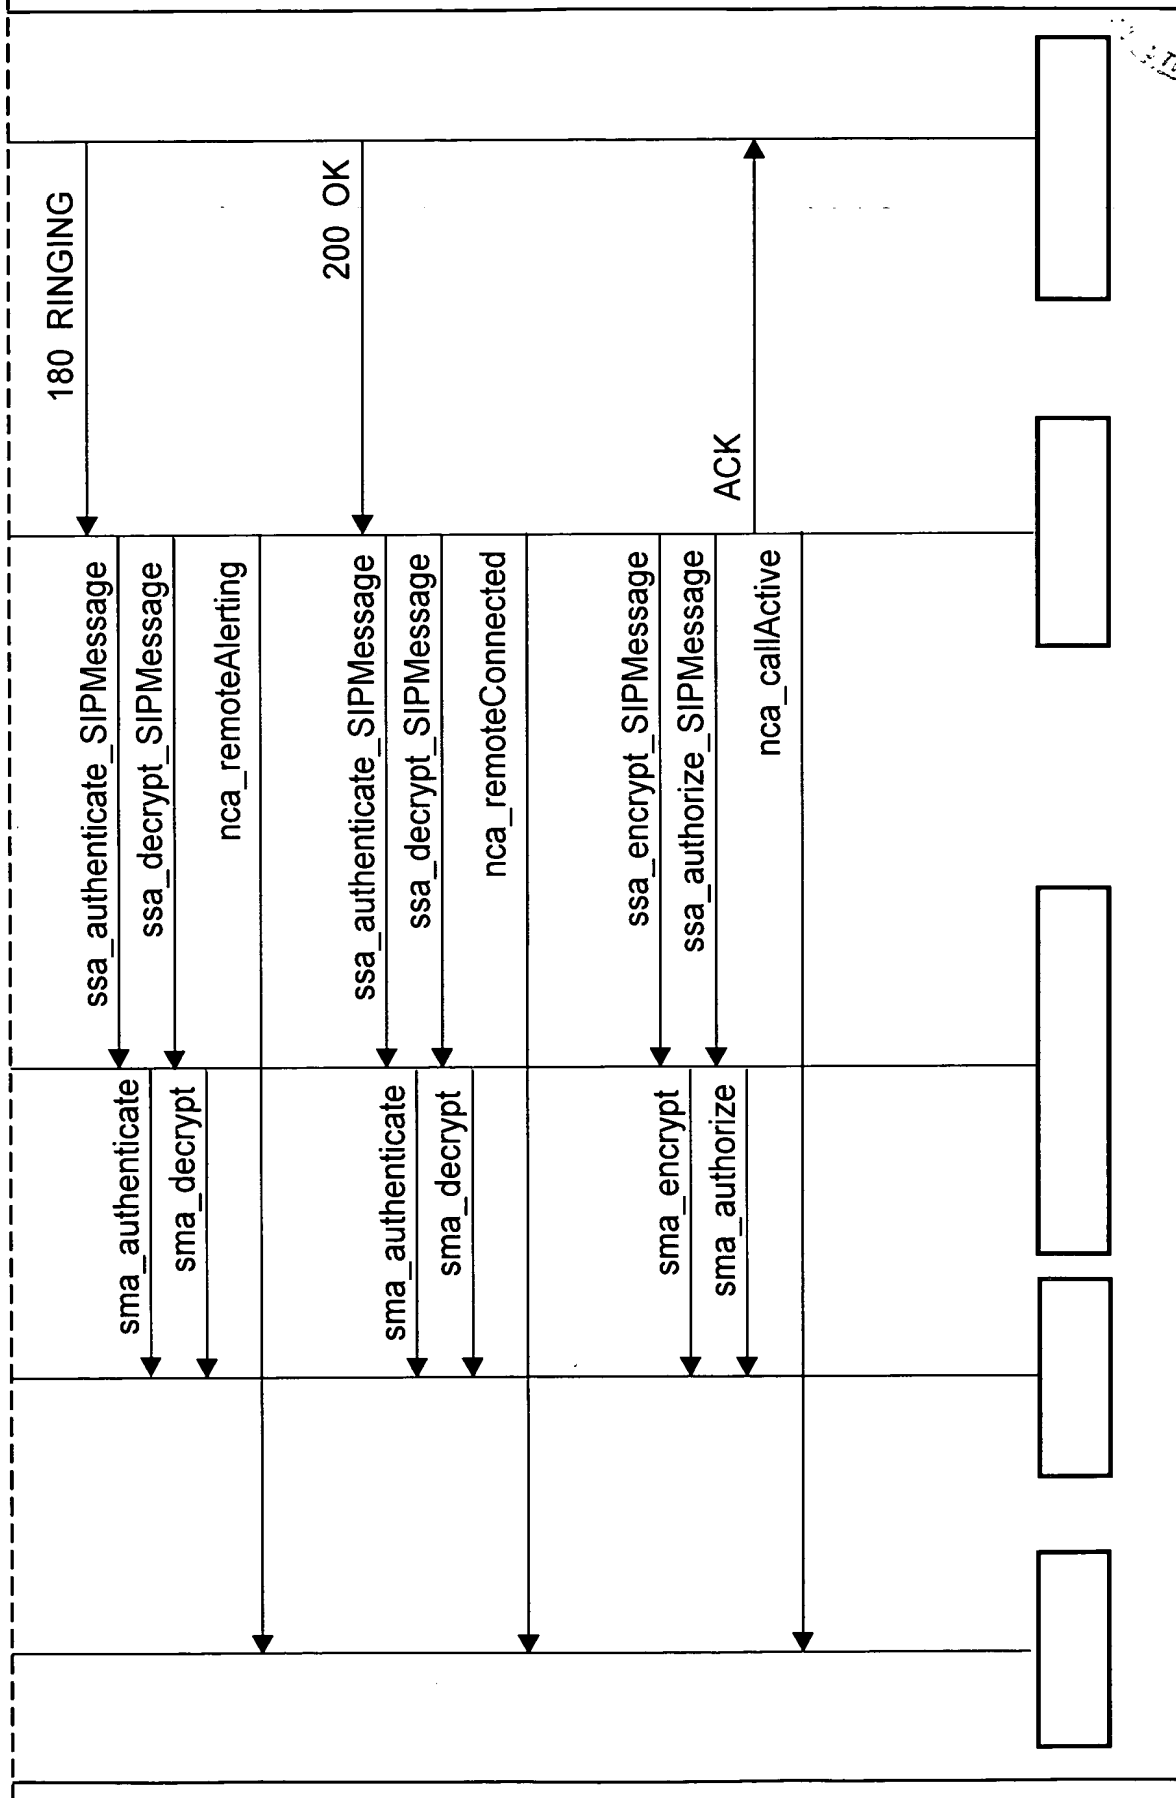 180 RINGING
ssa_authenticate_SIPMessage
sma_authenticate
ssa_decrypt_SIPMessage
sma_decrypt
nca_remoteAlerting
200 OK
ssa_authenticate_SIPMessage
sma_authenticate
ssa_decrypt_SIPMessage
sma_decrypt
nca_remoteConnected
ssa_encrypt_SIPMessage
sma_encrypt
ssa_authorize_SIPMessage
sma_authorize
ACK
nca_callActive